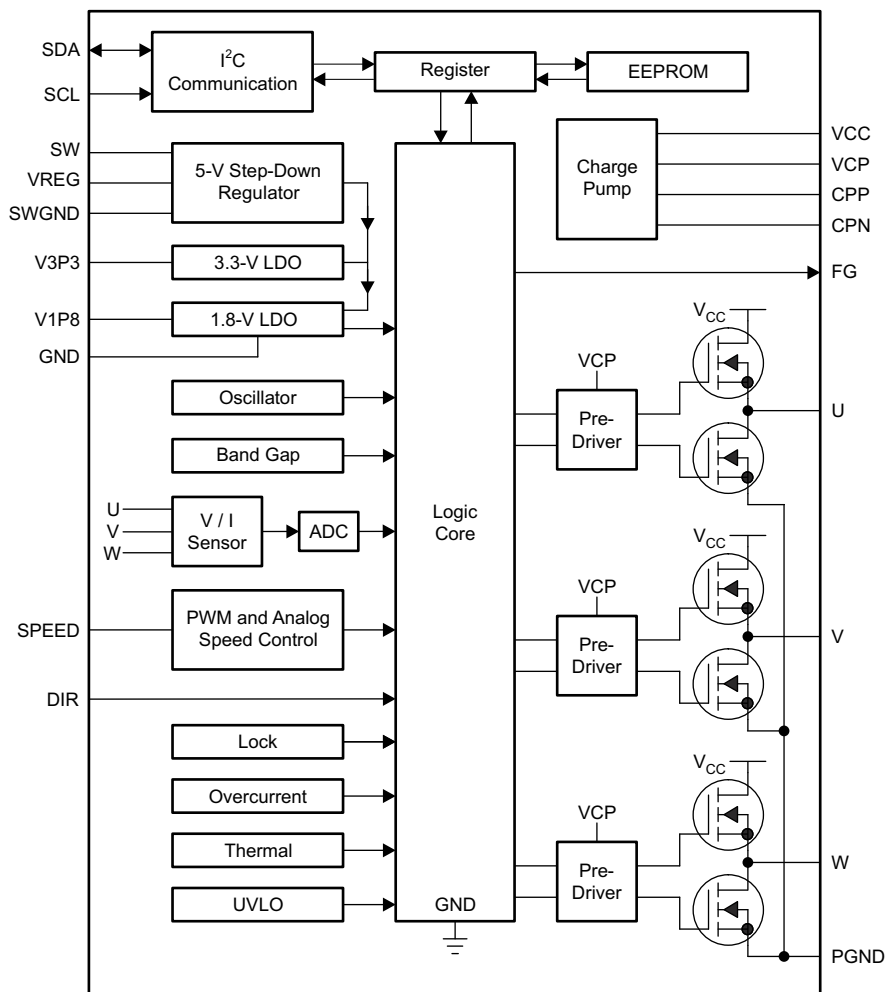 SDA
SCL
I²C
Communication
Register
EEPROM
SW
VREG
SWGND
5-V Step-Down
Regulator
V3P3
3.3-V LDO
V1P8
1.8-V LDO
GND
Oscillator
Band Gap
U
V
W
V / I
Sensor
ADC
SPEED
PWM and Analog
Speed Control
DIR
Lock
Overcurrent
Thermal
UVLO
Logic
Core
GND
Charge
Pump
VCC
VCP
CPP
CPN
FG
VCC
VCP
Pre-
Driver
U
VCC
VCP
Pre-
Driver
V
VCC
VCP
Pre-
Driver
W
PGND